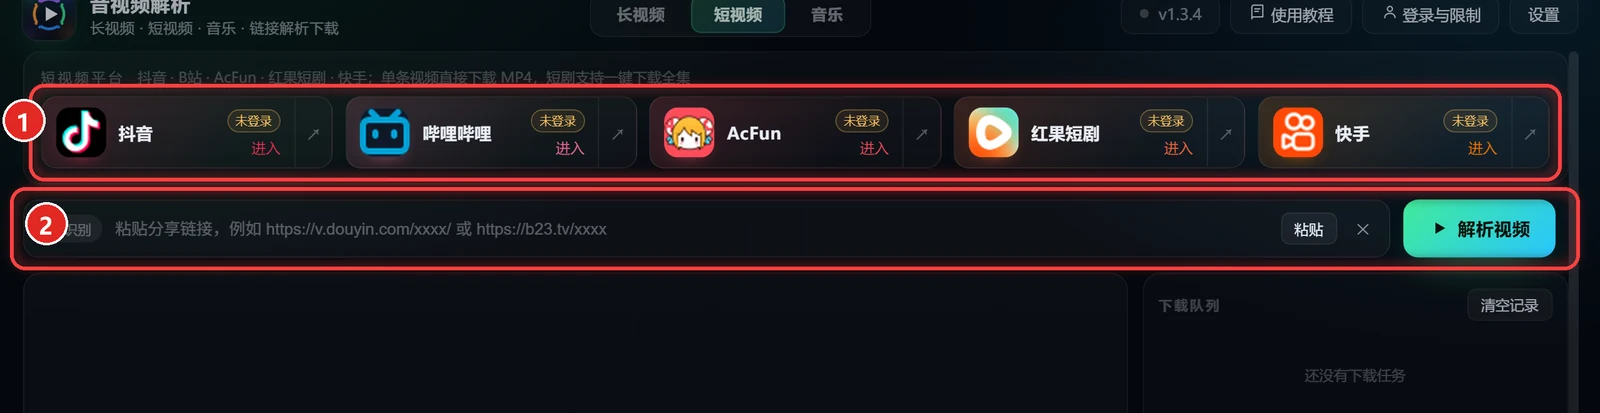 音视频解析
长视频 · 短视频 · 音乐 · 链接解析下载
长视频 短视频 音乐
v1.3.4 使用教程 登录与限制 设置
短视频平台 抖音 · B站 · AcFun · 红果短剧 · 快手；单条视频直接下载 MP4，短剧支持一键下载全集
1
抖音 未登录 进入
哔哩哔哩 未登录 进入
AcFun 未登录 进入
红果短剧 未登录 进入
快手 未登录 进入
2
识别 粘贴分享链接，例如 https://v.douyin.com/xxxx/ 或 https://b23.tv/xxxx 粘贴 解析视频
下载队列 清空记录
还没有下载任务